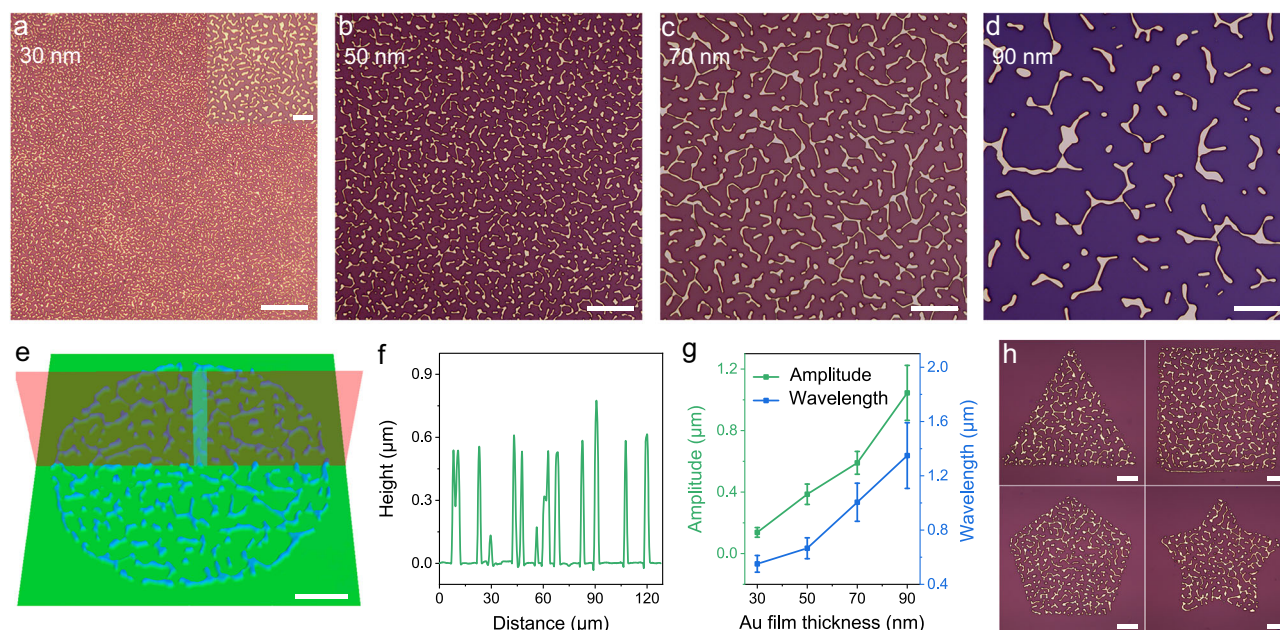 a
30 nm
b
50 nm
c
70 nm
d
90 nm
e
f
0.9
0.6
0.3
0.0
Height (μm)
0 30 60 90 120
Distance (μm)
g
Amplitude
Wavelength
1.2
0.8
0.4
0.0
Amplitude (μm)
2.0
1.6
1.2
0.8
0.4
Wavelength (μm)
30 50 70 90
Au film thickness (nm)
h